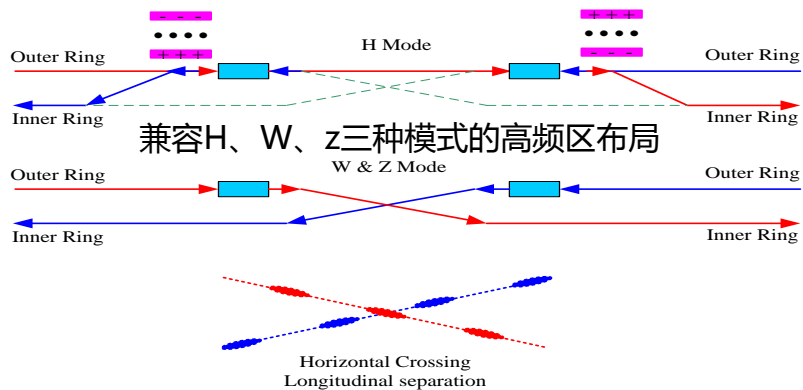 - - -
+ + +
+ + +
- - -
Outer Ring
H Mode
Outer Ring
Inner Ring
Inner Ring
兼容H、W、z三种模式的高频区布局
W & Z Mode
Outer Ring
Outer Ring
Inner Ring
Inner Ring
Horizontal Crossing
Longitudinal separation